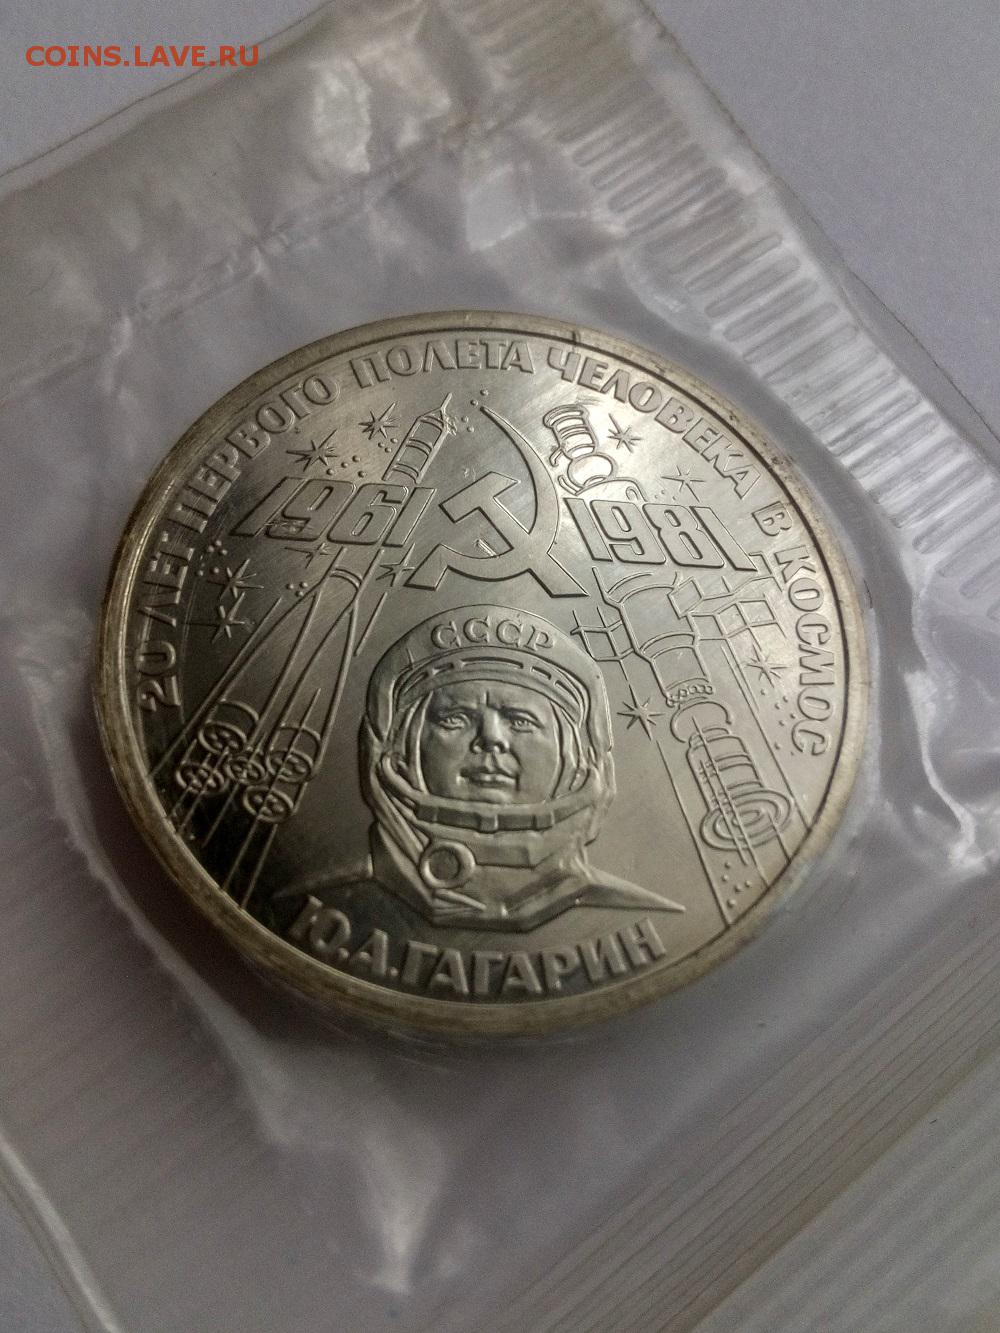 COINS.LAVE.RU
20 ЛЕТ ПЕРВОГО ПОЛЕТА ЧЕЛОВЕКА В КОСМОС
1961 1981
СССР
Ю.А.ГАГАРИН